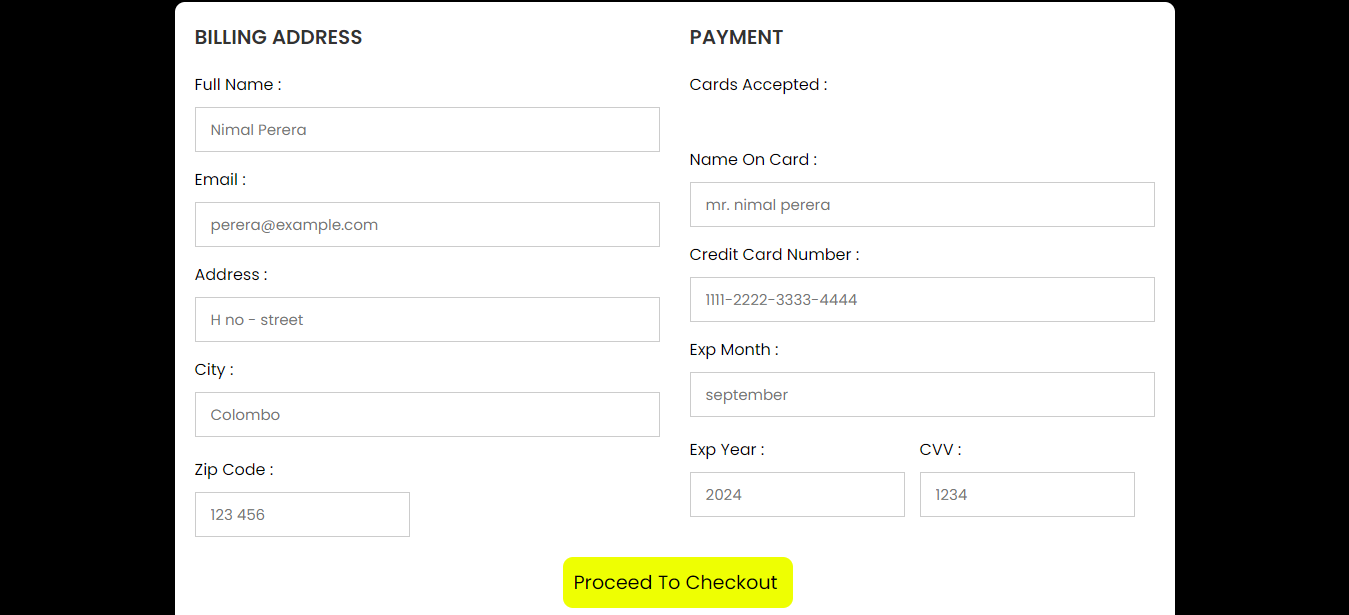 BILLING ADDRESS
Full Name :
Nimal Perera
Email :
perera@example.com
Address :
H no - street
City :
Colombo
Zip Code :
123 456
PAYMENT
Cards Accepted :
Name On Card :
mr. nimal perera
Credit Card Number :
1111-2222-3333-4444
Exp Month :
september
Exp Year :
2024
CVV :
1234
Proceed To Checkout